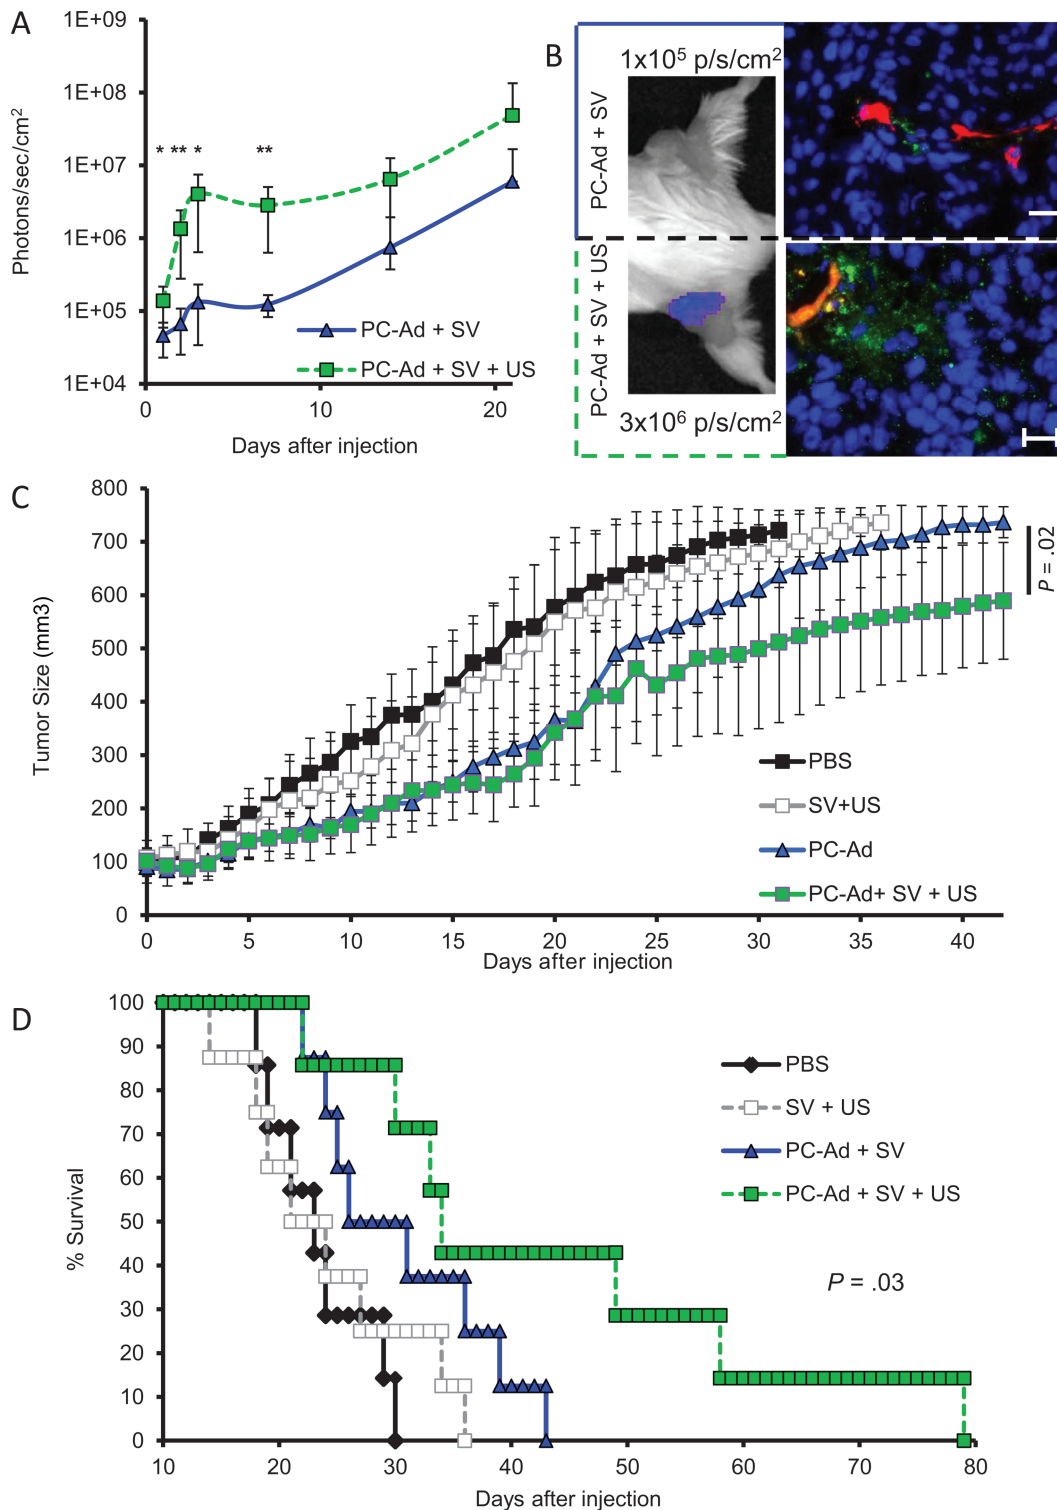 A
1E+09
1E+08
1E+07
1E+06
1E+05
1E+04
Photons/sec/cm²
* ** * **
PC-Ad + SV
PC-Ad + SV + US
0 10 20
Days after injection
B
PC-Ad + SV
PC-Ad + SV + US
1x10⁵ p/s/cm²
3x10⁶ p/s/cm²
C
800
700
600
500
400
300
200
100
0
Tumor Size (mm3)
P = .02
PBS
SV+US
PC-Ad
PC-Ad+ SV + US
0 5 10 15 20 25 30 35 40
Days after injection
D
100
90
80
70
60
50
40
30
20
10
0
% Survival
PBS
SV + US
PC-Ad + SV
PC-Ad + SV + US
P = .03
10 20 30 40 50 60 70 80
Days after injection